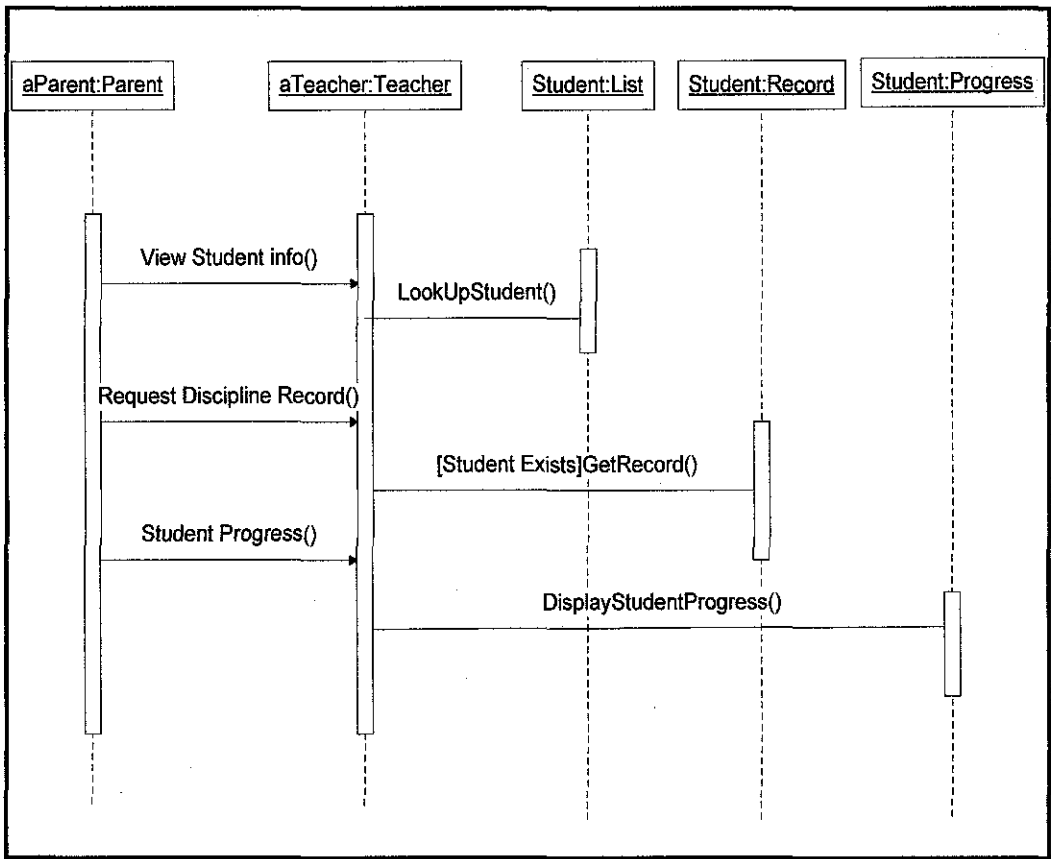 aParent:Parent
aTeacher:Teacher
Student:List
Student:Record
Student:Progress
View Student info()
LookUpStudent()
Request Discipline Record()
[Student Exists]GetRecord()
Student Progress()
DisplayStudentProgress()